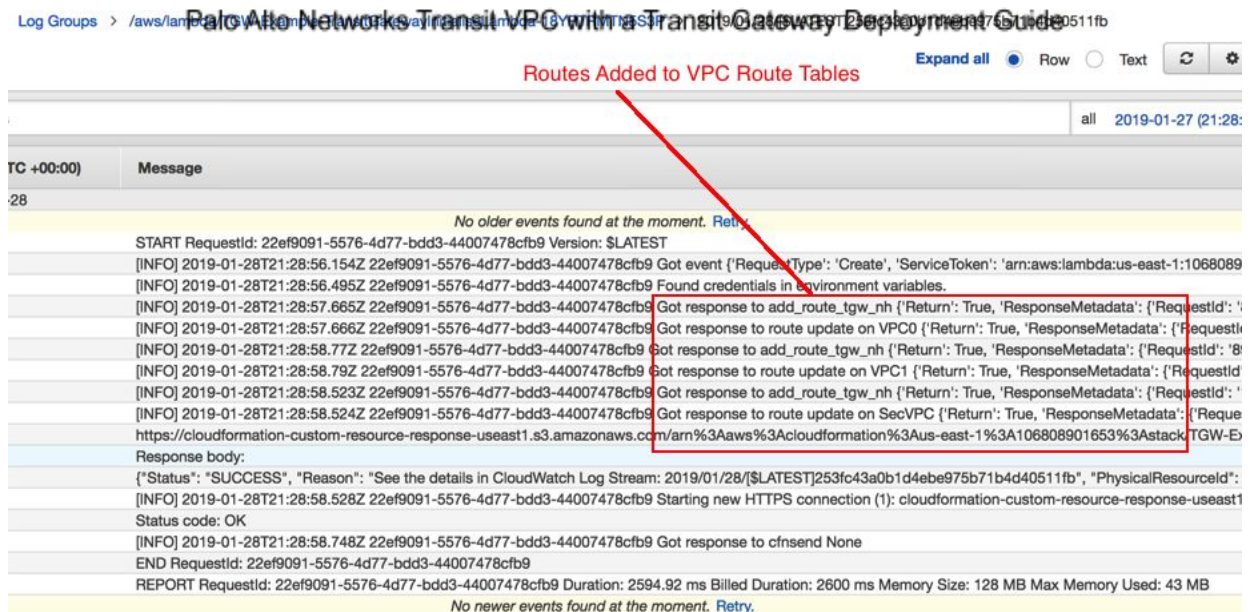 Log Groups > /aws/lambda/TGW-Example-TransitGatewayInitialiseLambda-18YW7RMTN5S3P > 2019/01/28/[$LATEST]253fc43a0b1d4ebe975b71b4d40511fb
Palo Alto Networks Transit VPC with a Transit Gateway Deployment Guide
Expand all Row Text
Routes Added to VPC Route Tables
all 2019-01-27 (21:28:
TC +00:00) Message
-28
No older events found at the moment. Retry.
START RequestId: 22ef9091-5576-4d77-bdd3-44007478cfb9 Version: $LATEST
[INFO] 2019-01-28T21:28:56.154Z 22ef9091-5576-4d77-bdd3-44007478cfb9 Got event {'RequestType': 'Create', 'ServiceToken': 'arn:aws:lambda:us-east-1:1068089
[INFO] 2019-01-28T21:28:56.495Z 22ef9091-5576-4d77-bdd3-44007478cfb9 Found credentials in environment variables.
[INFO] 2019-01-28T21:28:57.665Z 22ef9091-5576-4d77-bdd3-44007478cfb9 Got response to add_route_tgw_nh {'Return': True, 'ResponseMetadata': {'RequestId': '
[INFO] 2019-01-28T21:28:57.666Z 22ef9091-5576-4d77-bdd3-44007478cfb9 Got response to route update on VPC0 {'Return': True, 'ResponseMetadata': {'RequestId
[INFO] 2019-01-28T21:28:58.77Z 22ef9091-5576-4d77-bdd3-44007478cfb9 Got response to add_route_tgw_nh {'Return': True, 'ResponseMetadata': {'RequestId': '89
[INFO] 2019-01-28T21:28:58.79Z 22ef9091-5576-4d77-bdd3-44007478cfb9 Got response to route update on VPC1 {'Return': True, 'ResponseMetadata': {'RequestId'
[INFO] 2019-01-28T21:28:58.523Z 22ef9091-5576-4d77-bdd3-44007478cfb9 Got response to add_route_tgw_nh {'Return': True, 'ResponseMetadata': {'RequestId': '
[INFO] 2019-01-28T21:28:58.524Z 22ef9091-5576-4d77-bdd3-44007478cfb9 Got response to route update on SecVPC {'Return': True, 'ResponseMetadata': {'Reque
https://cloudformation-custom-resource-response-useast1.s3.amazonaws.com/arn%3Aaws%3Acloudformation%3Aus-east-1%3A106808901653%3Astack/TGW-Ex
Response body:
{"Status": "SUCCESS", "Reason": "See the details in CloudWatch Log Stream: 2019/01/28/[$LATEST]253fc43a0b1d4ebe975b71b4d40511fb", "PhysicalResourceId":
[INFO] 2019-01-28T21:28:58.528Z 22ef9091-5576-4d77-bdd3-44007478cfb9 Starting new HTTPS connection (1): cloudformation-custom-resource-response-useast1
Status code: OK
[INFO] 2019-01-28T21:28:58.748Z 22ef9091-5576-4d77-bdd3-44007478cfb9 Got response to cfnsend None
END RequestId: 22ef9091-5576-4d77-bdd3-44007478cfb9
REPORT RequestId: 22ef9091-5576-4d77-bdd3-44007478cfb9 Duration: 2594.92 ms Billed Duration: 2600 ms Memory Size: 128 MB Max Memory Used: 43 MB
No newer events found at the moment. Retry.